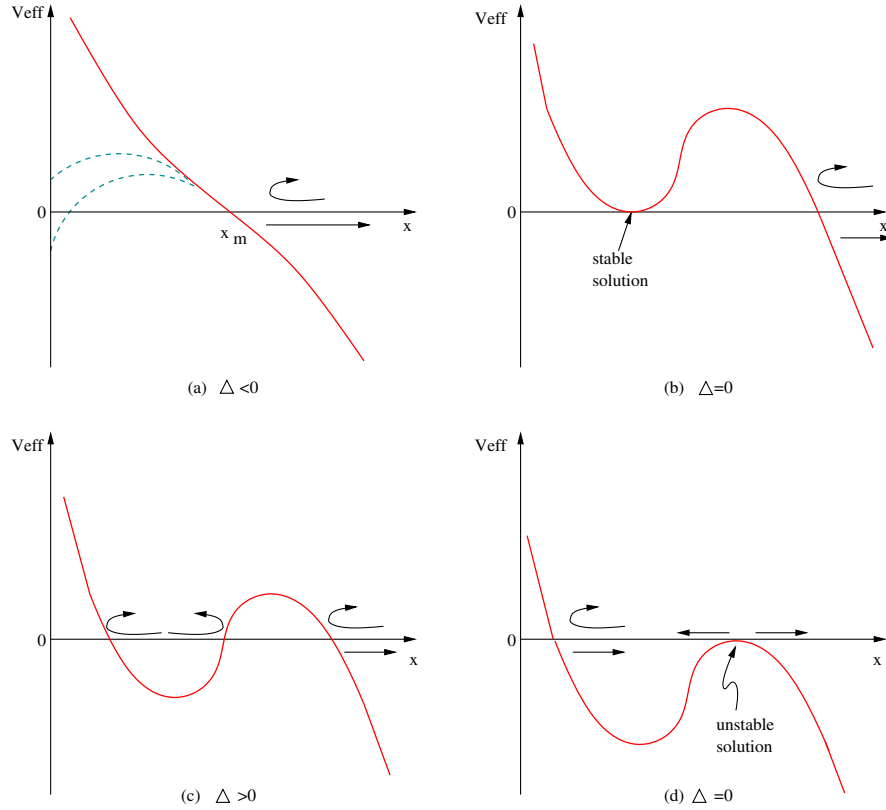 Veff
0
x
x m
(a) △ <0
Veff
0
x
stable
solution
(b) △=0
Veff
0
x
(c) △ >0
Veff
0
x
unstable
solution
(d) △ =0